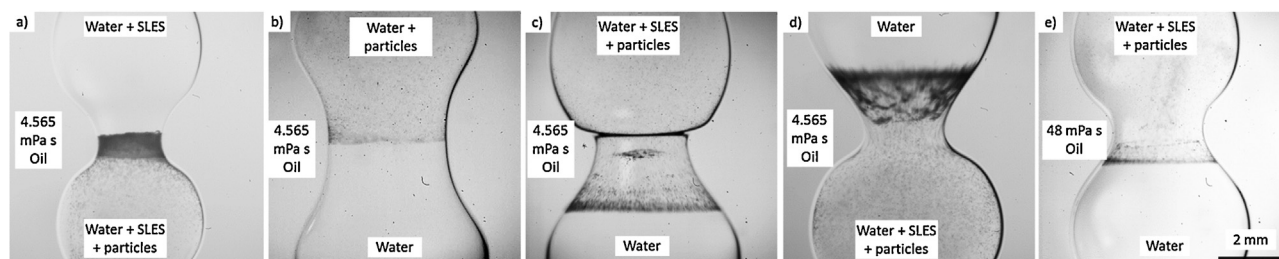 a)
Water + SLES
4.565
mPa s
Oil
Water + SLES
+ particles
b)
Water +
particles
4.565
mPa s
Oil
Water
c)
Water + SLES
+ particles
4.565
mPa s
Oil
Water
d)
Water
4.565
mPa s
Oil
Water + SLES
+ particles
e)
Water + SLES
+ particles
48 mPa s
Oil
Water
2 mm